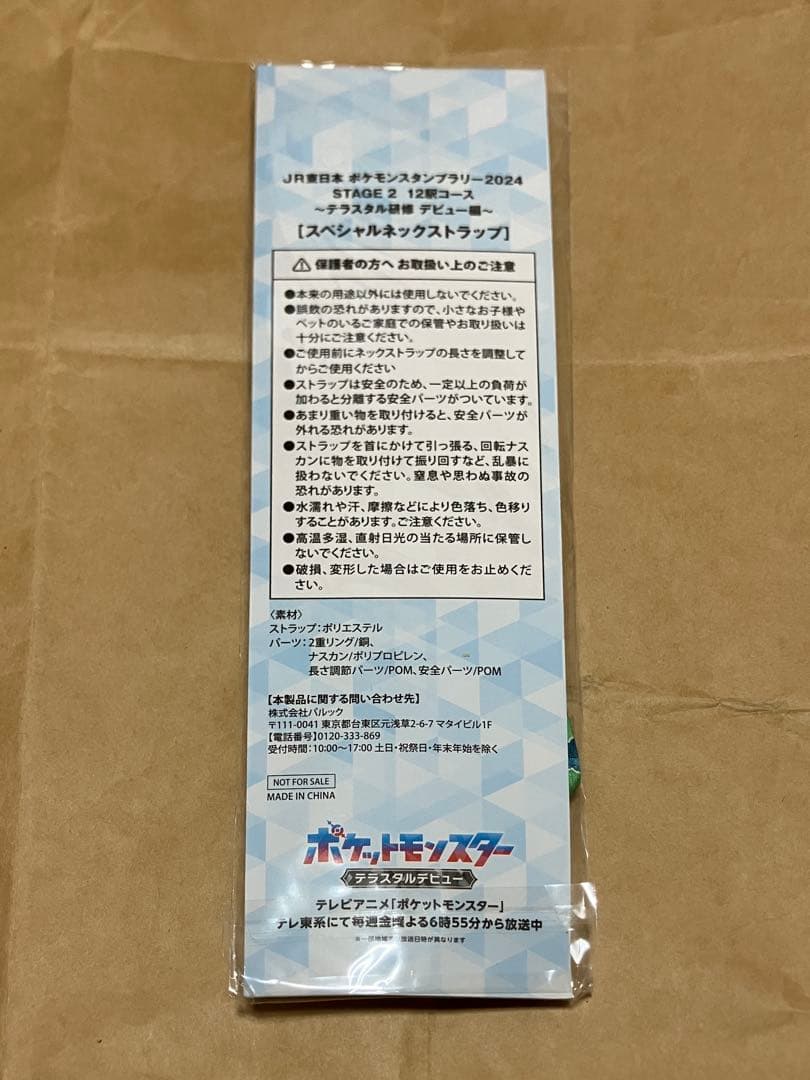 JR東日本 ポケモンスタンプラリー2024
STAGE 2 12駅コース
～テラスタル研修 デビュー編～
[スペシャルネックストラップ]
⚠ 保護者の方へ お取扱い上のご注意
●本来の用途以外には使用しないでください。
●誤飲の恐れがありますので、小さなお子様や
ペットのいるご家庭での保管やお取り扱いは
十分にご注意ください。
●ご使用前にネックストラップの長さを調整して
からご使用ください
●ストラップは安全のため、一定以上の負荷が
加わると分離する安全パーツがついています。
●あまり重い物を取り付けると、安全パーツが
外れる恐れがあります。
●ストラップを首にかけて引っ張る、回転ナス
カンに物を取り付けて振り回すなど、乱暴に
扱わないでください。窒息や思わぬ事故の
恐れがあります。
●水濡れや汗、摩擦などにより色落ち、色移り
することがあります。ご注意ください。
●高温多湿、直射日光の当たる場所に保管し
ないでください。
●破損、変形した場合はご使用をお止めくだ
さい。
〈素材〉
ストラップ：ポリエステル
パーツ：2重リング/銅、
ナスカン/ポリプロピレン、
長さ調節パーツ/POM、安全パーツ/POM
【本製品に関する問い合わせ先】
株式会社バルック
〒111-0041 東京都台東区元浅草2-6-7 マタイビル1F
【電話番号】0120-333-869
受付時間：10:00～17:00 土日・祝祭日・年末年始を除く
NOT FOR SALE
MADE IN CHINA
ポケットモンスター
テラスタルデビュー
テレビアニメ「ポケットモンスター」
テレ東系にて毎週金曜よる6時55分から放送中
※一部地域では放送日時が異なります